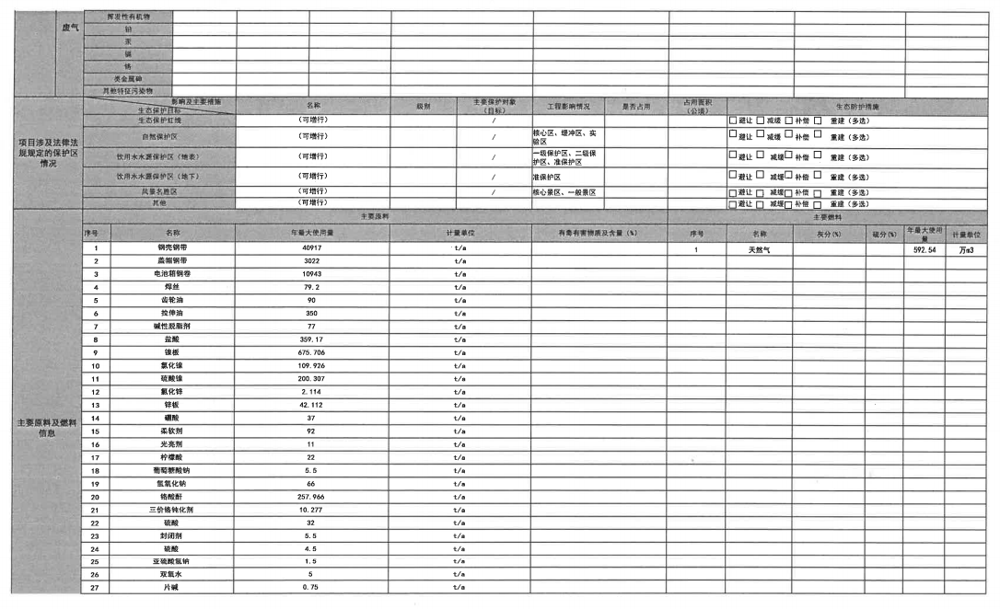 废气
挥发性有机物
铅
汞
镉
铬
类金属砷
其他特征污染物
项目涉及法律法规规定的保护区情况
影响及主要措施
生态保护目标
名称
级别
主要保护对象（目标）
工程影响情况
是否占用
占用面积（公顷）
生态防护措施
生态保护红线 （可增行） / 避让 减缓 补偿 重建（多选）
自然保护区 （可增行） / 核心区、缓冲区、实验区 避让 减缓 补偿 重建（多选）
饮用水水源保护区（地表） （可增行） / 一级保护区、二级保护区、准保护区 避让 减缓 补偿 重建（多选）
饮用水水源保护区（地下） （可增行） / 准保护区 避让 减缓 补偿 重建（多选）
风景名胜区 （可增行） / 核心景区、一般景区 避让 减缓 补偿 重建（多选）
其他 （可增行） 避让 减缓 补偿 重建（多选）
主要原料及燃料信息
主要原料 主要燃料
序号 名称 年最大使用量 计量单位 有毒有害物质及含量（%） 序号 名称 灰分(%) 硫分(%) 年最大使用量 计量单位
1 钢壳钢带 40917 t/a 1 天然气 592.54 万m3
2 盖帽钢带 3022 t/a
3 电池箱钢卷 10943 t/a
4 焊丝 79.2 t/a
5 齿轮油 90 t/a
6 拉伸油 350 t/a
7 碱性脱脂剂 77 t/a
8 盐酸 359.17 t/a
9 镍板 675.706 t/a
10 氯化镍 109.926 t/a
11 硫酸镍 200.307 t/a
12 氯化锌 2.114 t/a
13 锌板 42.112 t/a
14 硼酸 37 t/a
15 柔软剂 92 t/a
16 光亮剂 11 t/a
17 柠檬酸 22 t/a
18 葡萄糖酸钠 5.5 t/a
19 氢氧化钠 66 t/a
20 铬酸酐 257.966 t/a
21 三价铬钝化剂 10.277 t/a
22 硫酸 32 t/a
23 封闭剂 5.5 t/a
24 硫酸 4.5 t/a
25 亚硫酸氢钠 1.5 t/a
26 双氧水 5 t/a
27 片碱 0.75 t/a